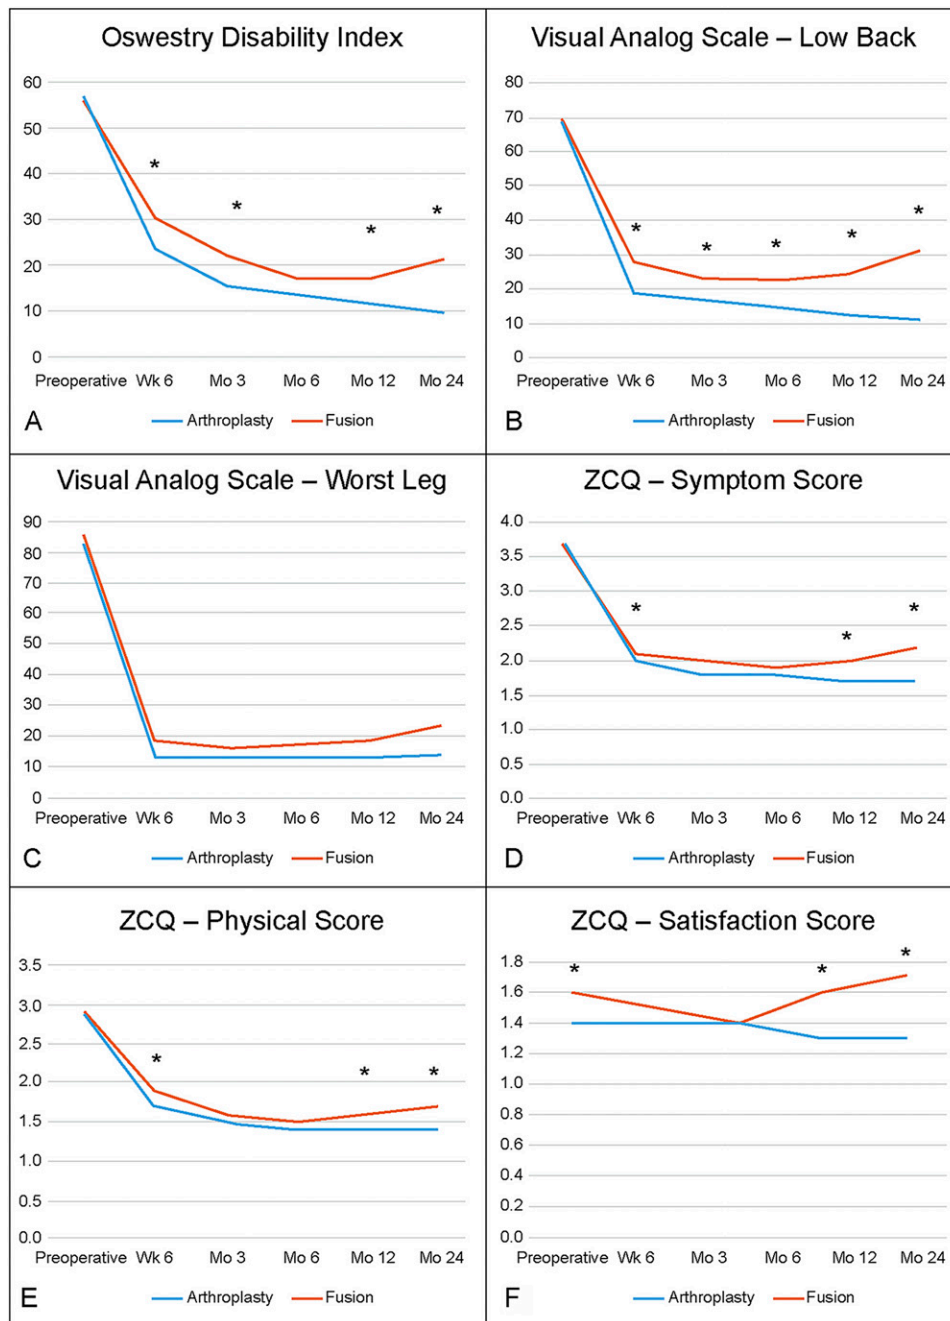 Oswestry Disability Index
60
50
40
30
20
10
0
*
*
*
*
Preoperative Wk 6 Mo 3 Mo 6 Mo 12 Mo 24
Arthroplasty Fusion
A
Visual Analog Scale – Low Back
80
70
60
50
40
30
20
10
0
*
*
*
*
*
Preoperative Wk 6 Mo 3 Mo 6 Mo 12 Mo 24
Arthroplasty Fusion
B
Visual Analog Scale – Worst Leg
90
80
70
60
50
40
30
20
10
0
Preoperative Wk 6 Mo 3 Mo 6 Mo 12 Mo 24
Arthroplasty Fusion
C
ZCQ – Symptom Score
4.0
3.5
3.0
2.5
2.0
1.5
1.0
0.5
0.0
*
*
*
Preoperative Wk 6 Mo 3 Mo 6 Mo 12 Mo 24
Arthroplasty Fusion
D
ZCQ – Physical Score
3.5
3.0
2.5
2.0
1.5
1.0
0.5
0.0
*
*
*
Preoperative Wk 6 Mo 3 Mo 6 Mo 12 Mo 24
Arthroplasty Fusion
E
ZCQ – Satisfaction Score
1.8
1.6
1.4
1.2
1.0
0.8
0.6
0.4
0.2
0.0
*
*
*
Preoperative Wk 6 Mo 3 Mo 6 Mo 12 Mo 24
Arthroplasty Fusion
F